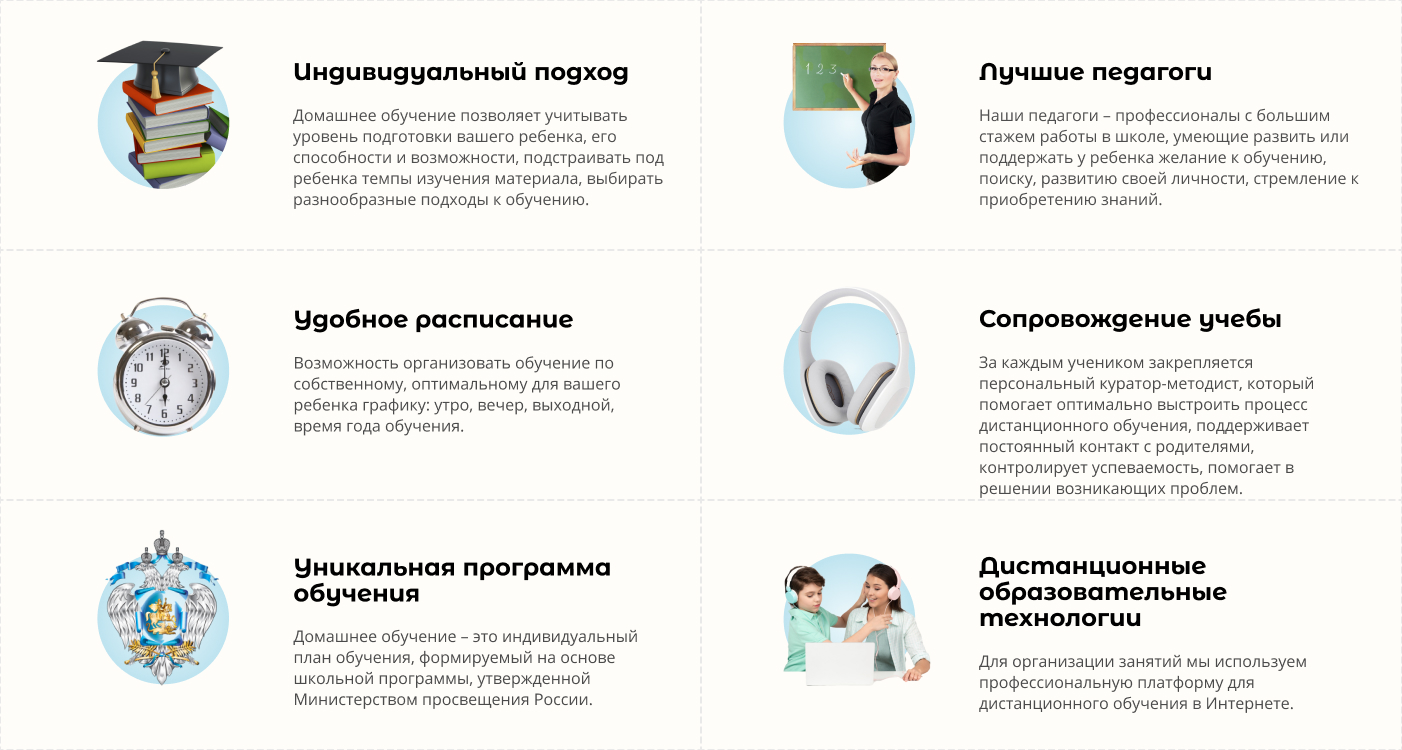 Индивидуальный подход
Домашнее обучение позволяет учитывать
уровень подготовки вашего ребенка, его
способности и возможности, подстраивать под
ребенка темпы изучения материала, выбирать
разнообразные подходы к обучению.
1 2 3
Лучшие педагоги
Наши педагоги – профессионалы с большим
стажем работы в школе, умеющие развить или
поддержать у ребенка желание к обучению,
поиску, развитию своей личности, стремление к
приобретению знаний.
Удобное расписание
Возможность организовать обучение по
собственному, оптимальному для вашего
ребенка графику: утро, вечер, выходной,
время года обучения.
Сопровождение учебы
За каждым учеником закрепляется
персональный куратор-методист, который
помогает оптимально выстроить процесс
дистанционного обучения, поддерживает
постоянный контакт с родителями,
контролирует успеваемость, помогает в
решении возникающих проблем.
Уникальная программа
обучения
Домашнее обучение – это индивидуальный
план обучения, формируемый на основе
школьной программы, утвержденной
Министерством просвещения России.
Дистанционные
образовательные
технологии
Для организации занятий мы используем
профессиональную платформу для
дистанционного обучения в Интернете.